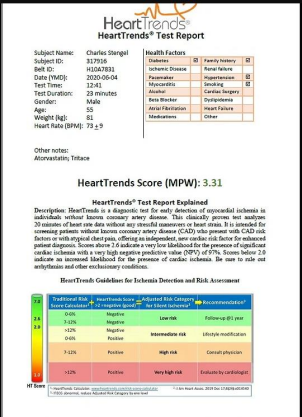 HeartTrends®
HeartTrends® Test Report
Subject Name: Charles Stengel
Subject ID: 317916
Belt ID: H10A7831
Date (YMD): 2020-06-04
Test Time: 12:41
Test Duration: 23 minutes
Gender: Male
Age: 55
Weight (kg): 81
Heart Rate (BPM): 73 ± 9
Health Factors
Diabetes ☑ Family history ☑
Ischemic Disease Renal failure
Pacemaker Hypertension ☑
Myocarditis Smoking ☑
Alcohol Cardiac Surgery
Beta Blocker Dyslipidemia
Atrial Fibrillation Heart Failure
Medications Other
Other notes:
Atorvastatin; Tritace
HeartTrends Score (MPW): 3.31
HeartTrends® Test Report Explained
Description: HeartTrends is a diagnostic test for early detection of myocardial ischemia in
individuals without known coronary artery disease. This clinically proven test analyzes
20 minutes of heart rate data without any stressful maneuvers or heart strain. It is intended for
screening patients without known coronary artery disease (CAD) who present with CAD risk
factors or with atypical chest pain, offering an independent, new cardiac risk factor for enhanced
patient diagnosis. Scores above 2.6 indicate a very low likelihood for the presence of significant
cardiac ischemia with a very high negative predictive value (NPV) of 97%. Scores below 2.0
indicate an increased likelihood for the presence of cardiac ischemia. Be sure to rule out
arrhythmias and other exclusionary conditions.
HeartTrends Guidelines for Ischemia Detection and Risk Assessment
Traditional Risk Score Calculator¹ HeartTrends Score >2 =negative (good) Adjusted Risk Category for Silent Ischemia² Recommendation³
0-6% Negative
7-12% Negative
Low risk Follow-up @1 year
>12% Negative
0-6% Positive
Intermediate risk Lifestyle modification
7-12% Positive High risk Consult physician
>12% Positive Very high risk Evaluate by cardiologist
7.0
2.6
2.0
HT Score